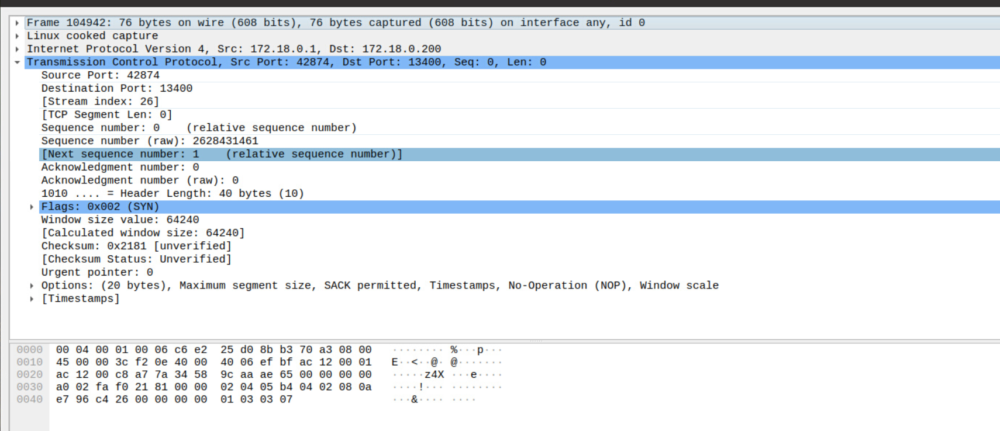 Frame 104942: 76 bytes on wire (608 bits), 76 bytes captured (608 bits) on interface any, id 0
Linux cooked capture
Internet Protocol Version 4, Src: 172.18.0.1, Dst: 172.18.0.200
Transmission Control Protocol, Src Port: 42874, Dst Port: 13400, Seq: 0, Len: 0
Source Port: 42874
Destination Port: 13400
[Stream index: 26]
[TCP Segment Len: 0]
Sequence number: 0    (relative sequence number)
Sequence number (raw): 2628431461
[Next sequence number: 1    (relative sequence number)]
Acknowledgment number: 0
Acknowledgment number (raw): 0
1010 .... = Header Length: 40 bytes (10)
Flags: 0x002 (SYN)
Window size value: 64240
[Calculated window size: 64240]
Checksum: 0x2181 [unverified]
[Checksum Status: Unverified]
Urgent pointer: 0
Options: (20 bytes), Maximum segment size, SACK permitted, Timestamps, No-Operation (NOP), Window scale
[Timestamps]
0000  00 04 00 01 00 06 c6 e2  25 d0 8b b3 70 a3 08 00   ········ %···p···
0010  45 00 00 3c f2 0e 40 00  40 06 ef bf ac 12 00 01   E··<··@· @·······
0020  ac 12 00 c8 a7 7a 34 58  9c aa ae 65 00 00 00 00   ·····z4X ···e····
0030  a0 02 fa f0 21 81 00 00  02 04 05 b4 04 02 08 0a   ····!··· ········
0040  e7 96 c4 26 00 00 00 00  01 03 03 07   ···&···· ····